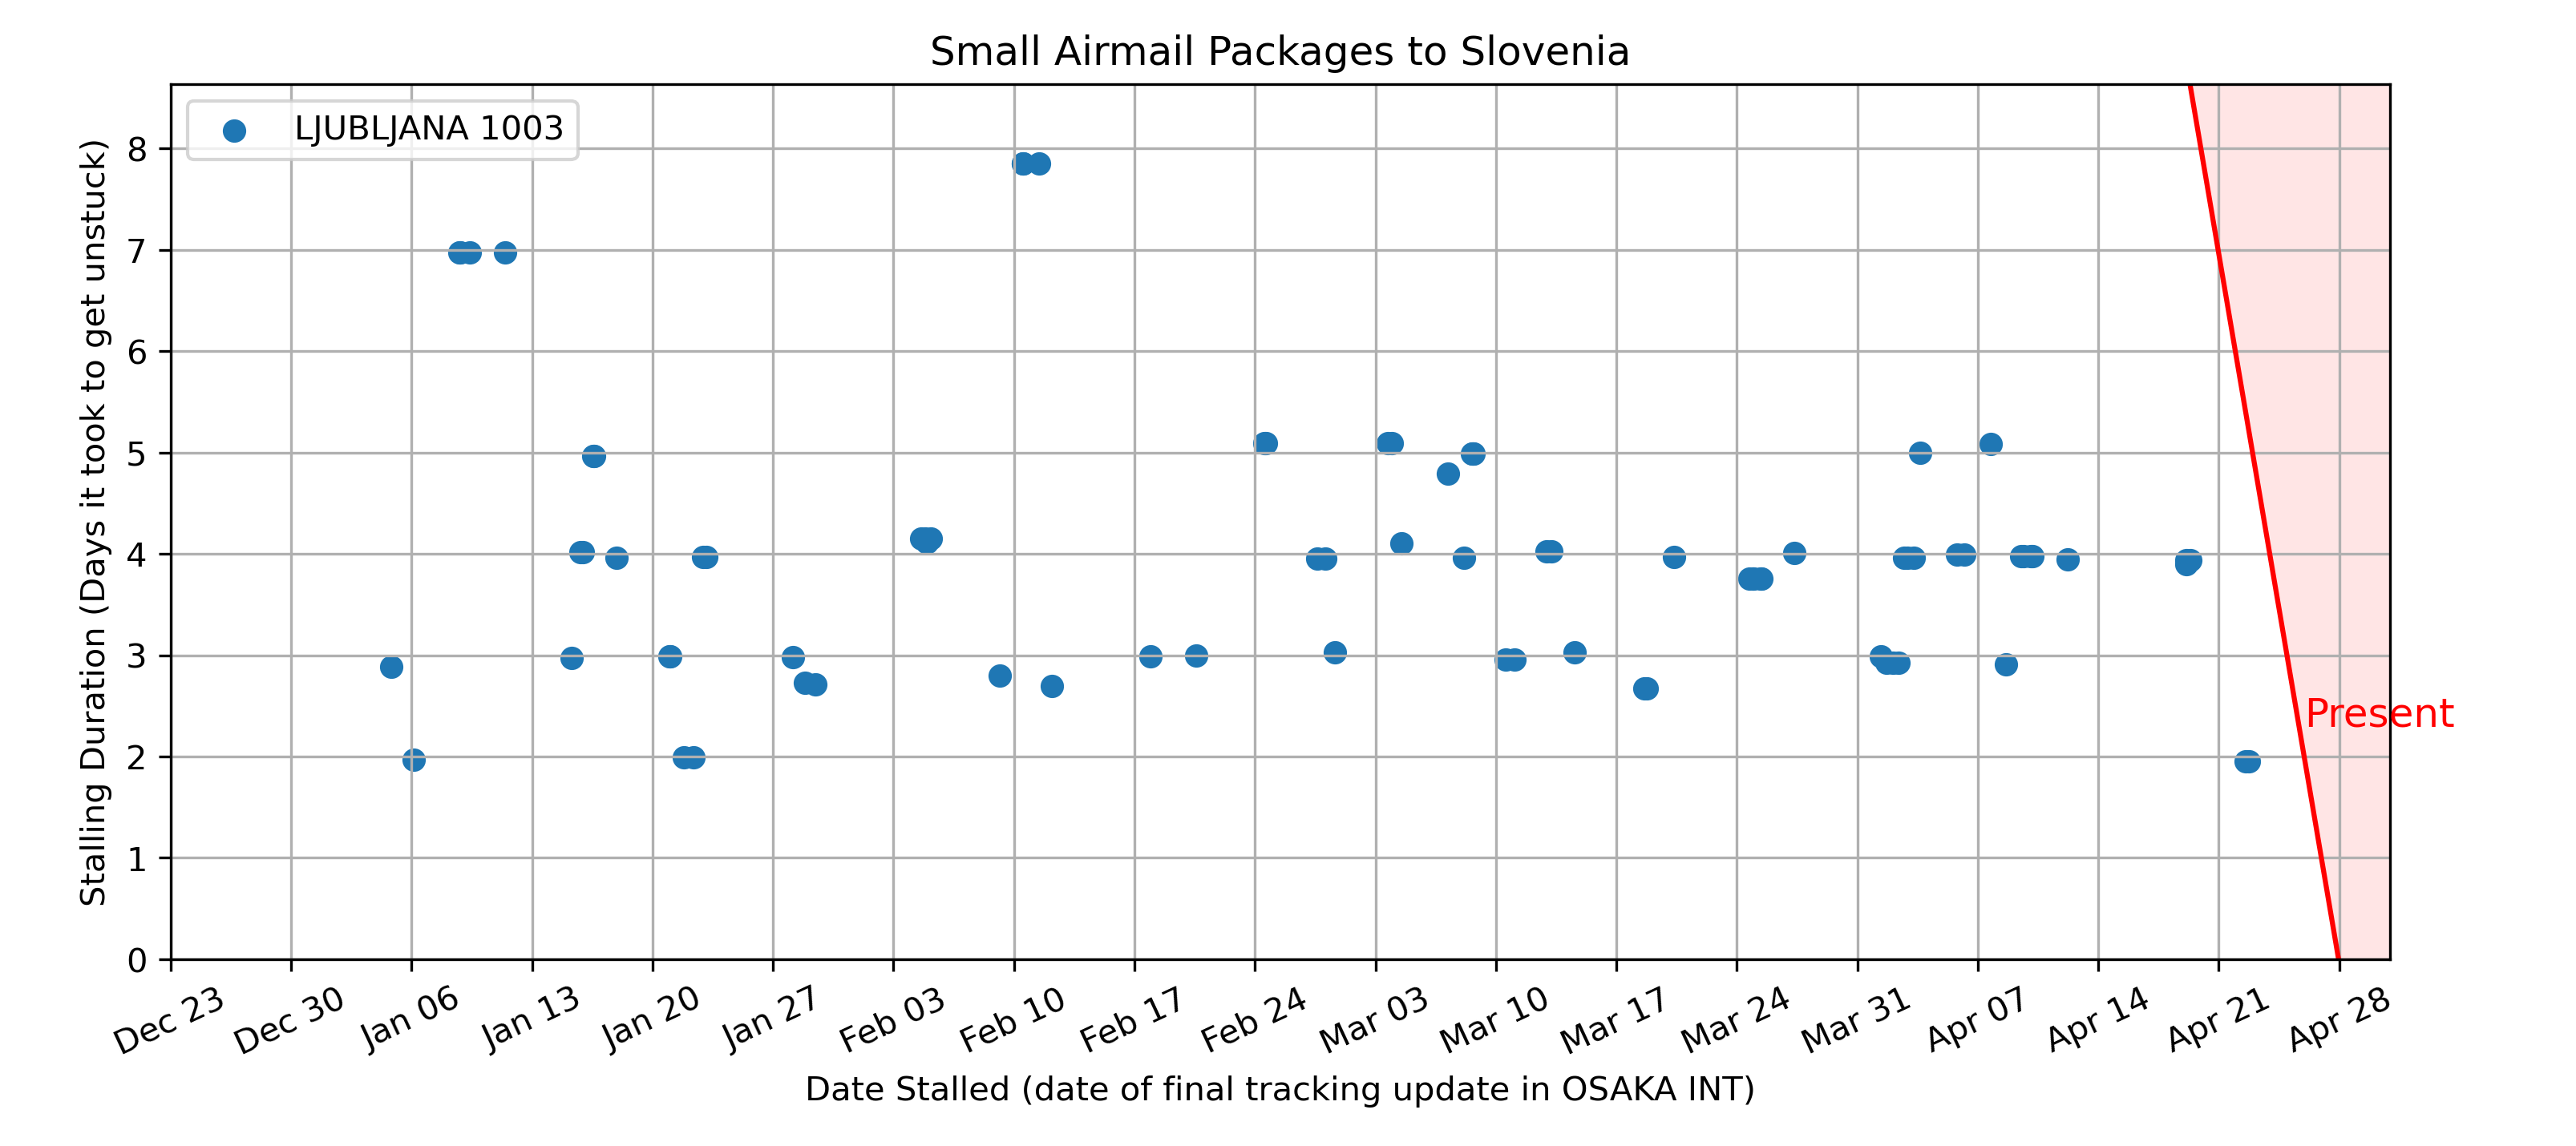 Small Airmail Packages to Slovenia
LJUBLJANA 1003
Stalling Duration (Days it took to get unstuck)
8
7
6
5
4
3
2
1
0
Present
Dec 23 Dec 30 Jan 06 Jan 13 Jan 20 Jan 27 Feb 03 Feb 10 Feb 17 Feb 24 Mar 03 Mar 10 Mar 17 Mar 24 Mar 31 Apr 07 Apr 14 Apr 21 Apr 28
Date Stalled (date of final tracking update in OSAKA INT)